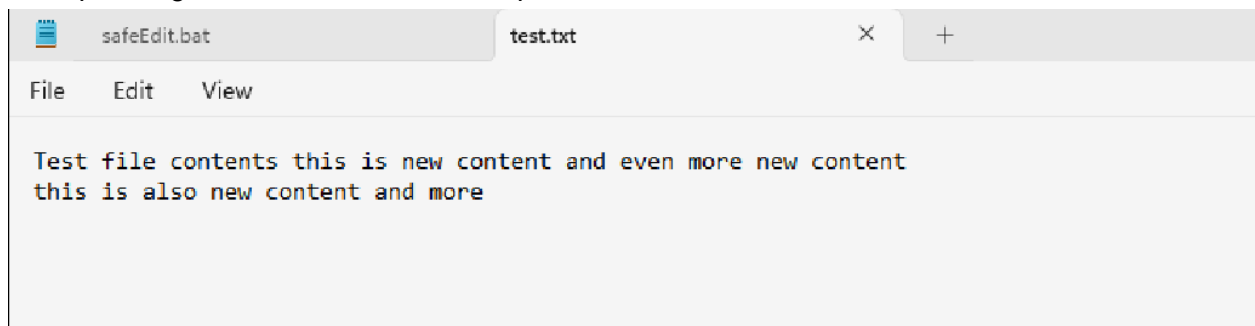 safeEdit.bat test.txt × +
File Edit View
Test file contents this is new content and even more new content
this is also new content and more